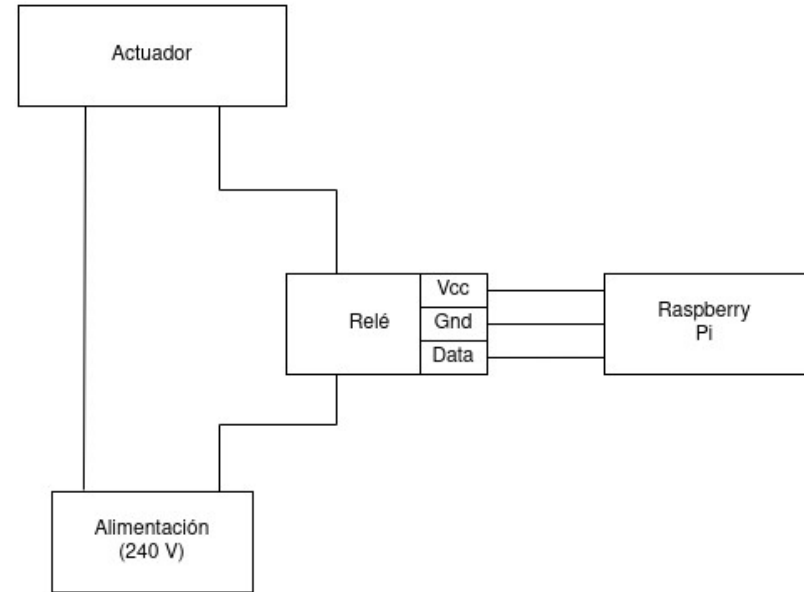 Actuador
Relé
Vcc
Gnd
Data
Raspberry
Pi
Alimentación
(240 V)